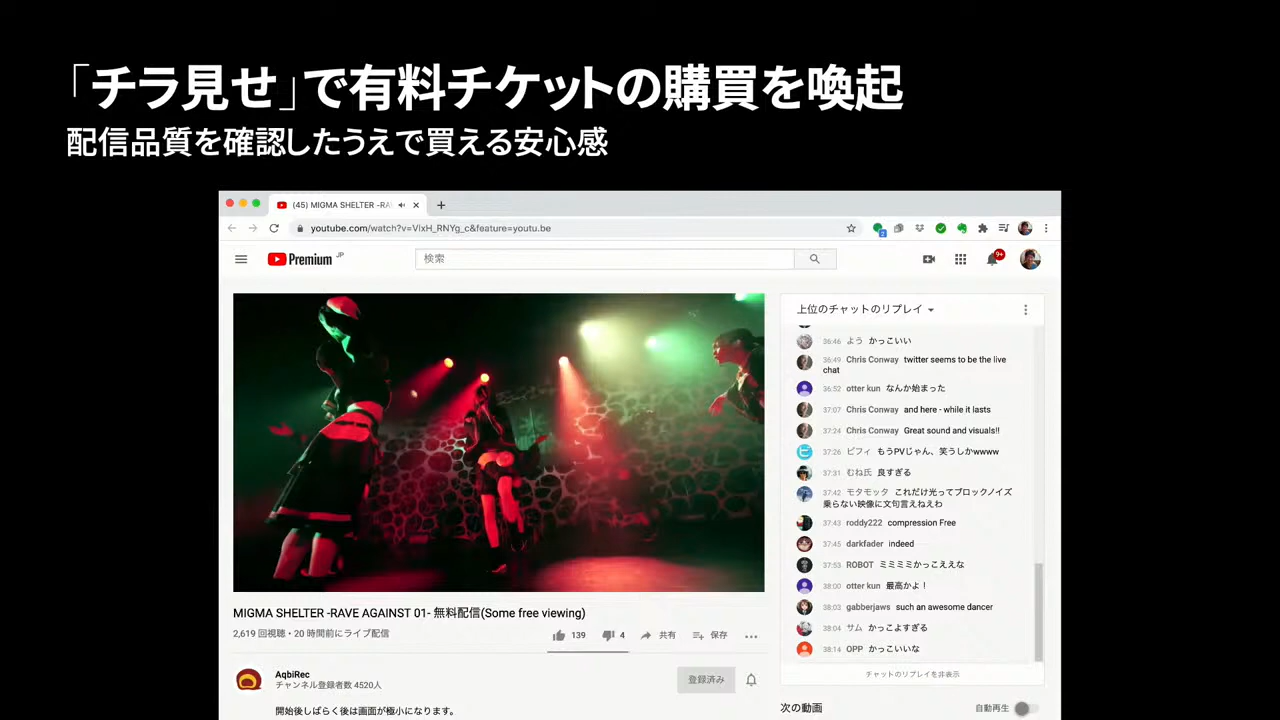 「チラ見せ」で有料チケットの購買を喚起
配信品質を確認したうえで買える安心感
(45) MIGMA SHELTER -RA
youtube.com/watch?v=VixH_RNYg_c&feature=youtu.be
2
Premium JP
検索
9+
上位のチャットのリプレイ
36:46 よう かっこいい
36:49 Chris Conway twitter seems to be the live
chat
36:52 otter kun なんか始まった
37:07 Chris Conway and here - while it lasts
37:24 Chris Conway Great sound and visuals!!
37:26 ビフィ もうPVじゃん、笑うしかwwww
37:31 むね氏 良すぎる
37:42 モタモッタ これだけ光ってブロックノイズ
乗らない映像に文句言えねえわ
37:43 roddy222 compression Free
37:45 darkfader indeed
37:53 ROBOT ミミミミかっこええな
38:00 otter kun 最高かよ！
38:03 gabberjaws such an awesome dancer
38:04 サム かっこよすぎる
38:14 OPP かっこいいな
チャットのリプレイを非表示
MIGMA SHELTER -RAVE AGAINST 01- 無料配信(Some free viewing)
2,619 回視聴・20 時間前にライブ配信
139 4 共有 保存
AqbiRec
チャンネル登録者数 4520人
登録済み
開始後しばらく後は画面が極小になります。
次の動画 自動再生